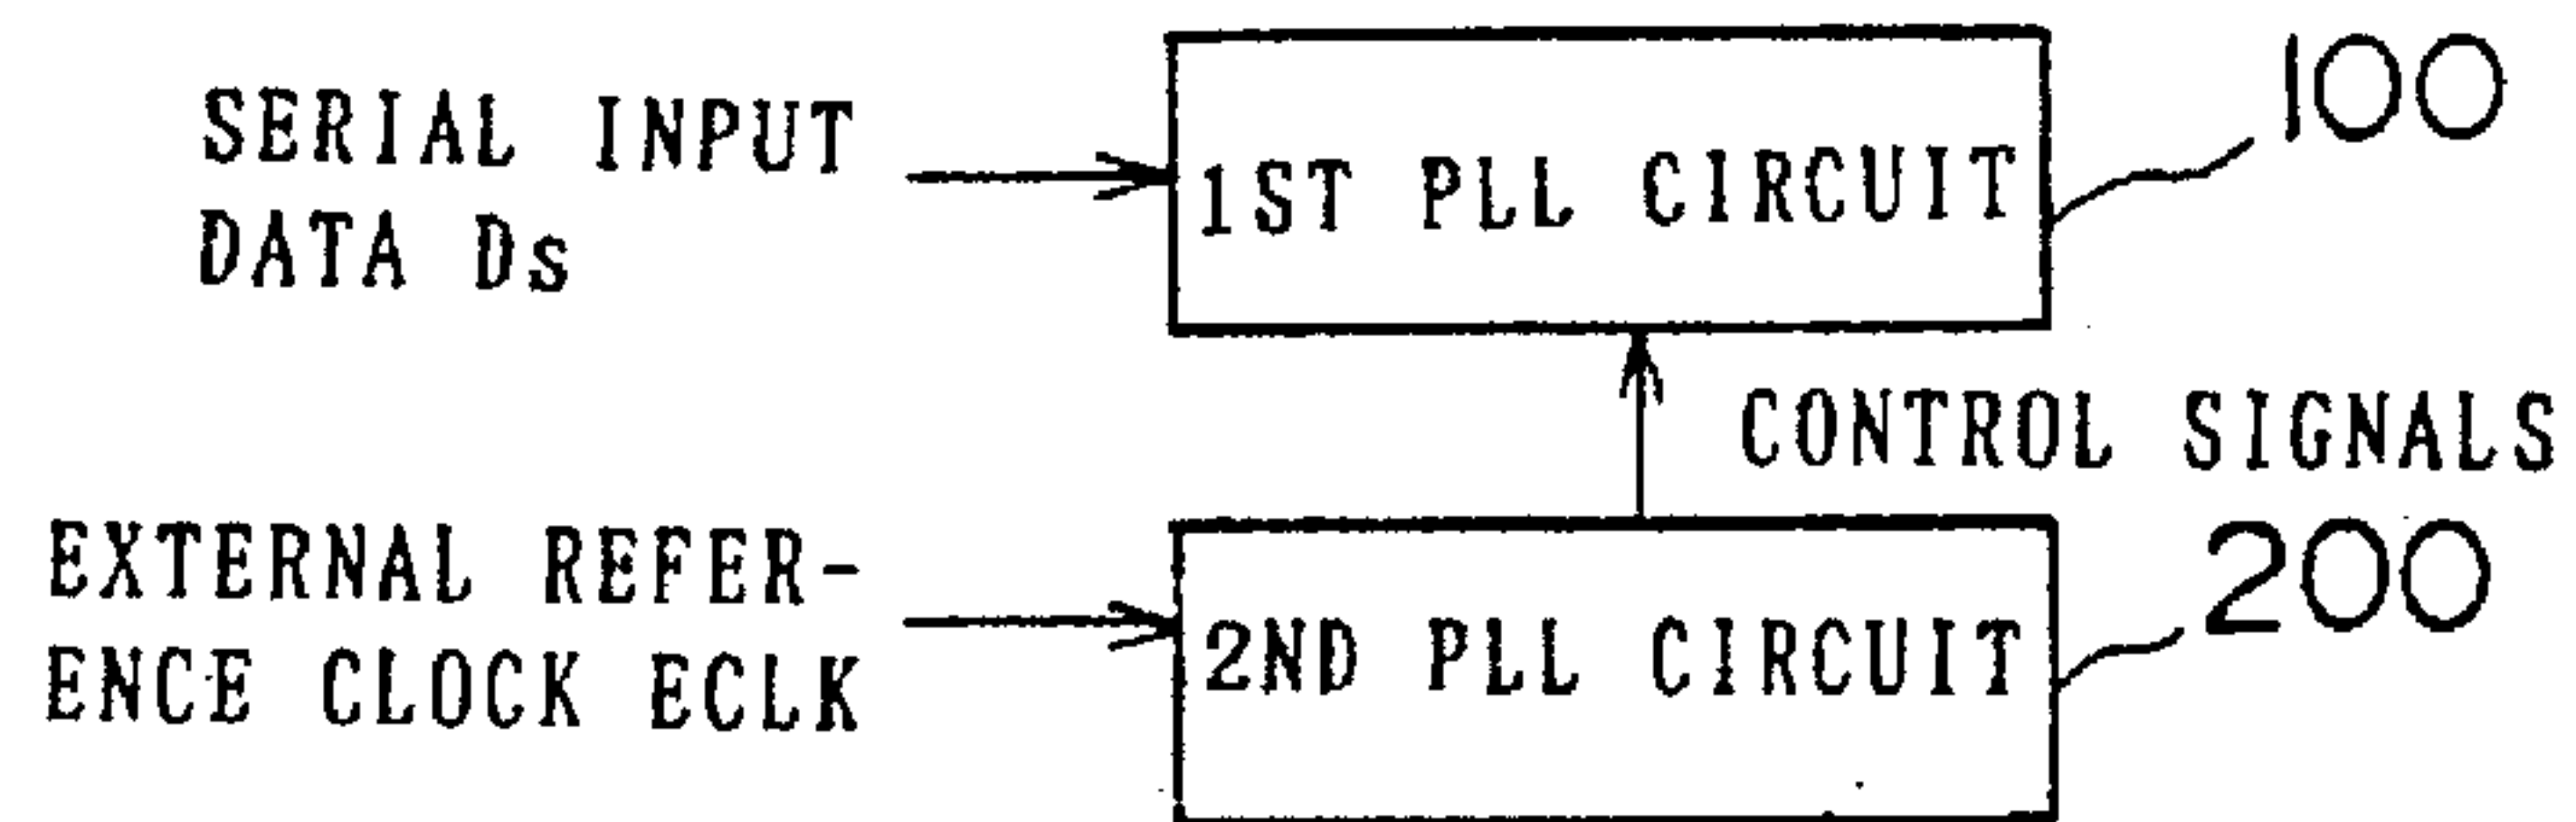 SERIAL INPUT
DATA Ds
1ST PLL CIRCUIT
100
CONTROL SIGNALS
EXTERNAL REFER-
ENCE CLOCK ECLK
2ND PLL CIRCUIT
200